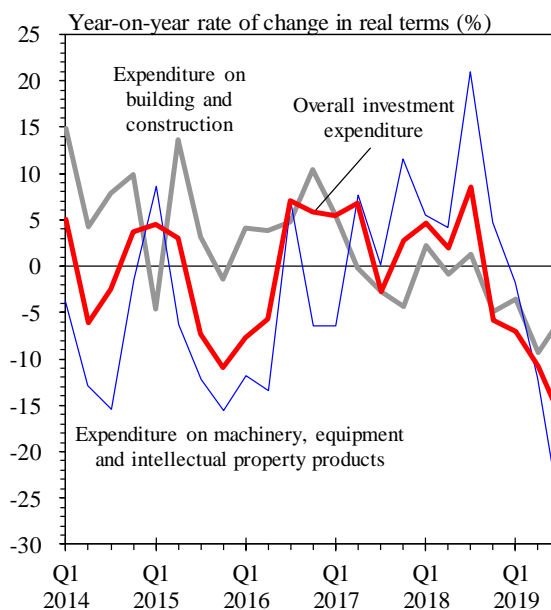 Year-on-year rate of change in real terms (%)
25
20
15
10
5
0
-5
-10
-15
-20
-25
-30
Expenditure on
building and
construction
Overall investment
expenditure
Expenditure on machinery, equipment
and intellectual property products
Q1 Q1 Q1 Q1 Q1 Q1
2014 2015 2016 2017 2018 2019